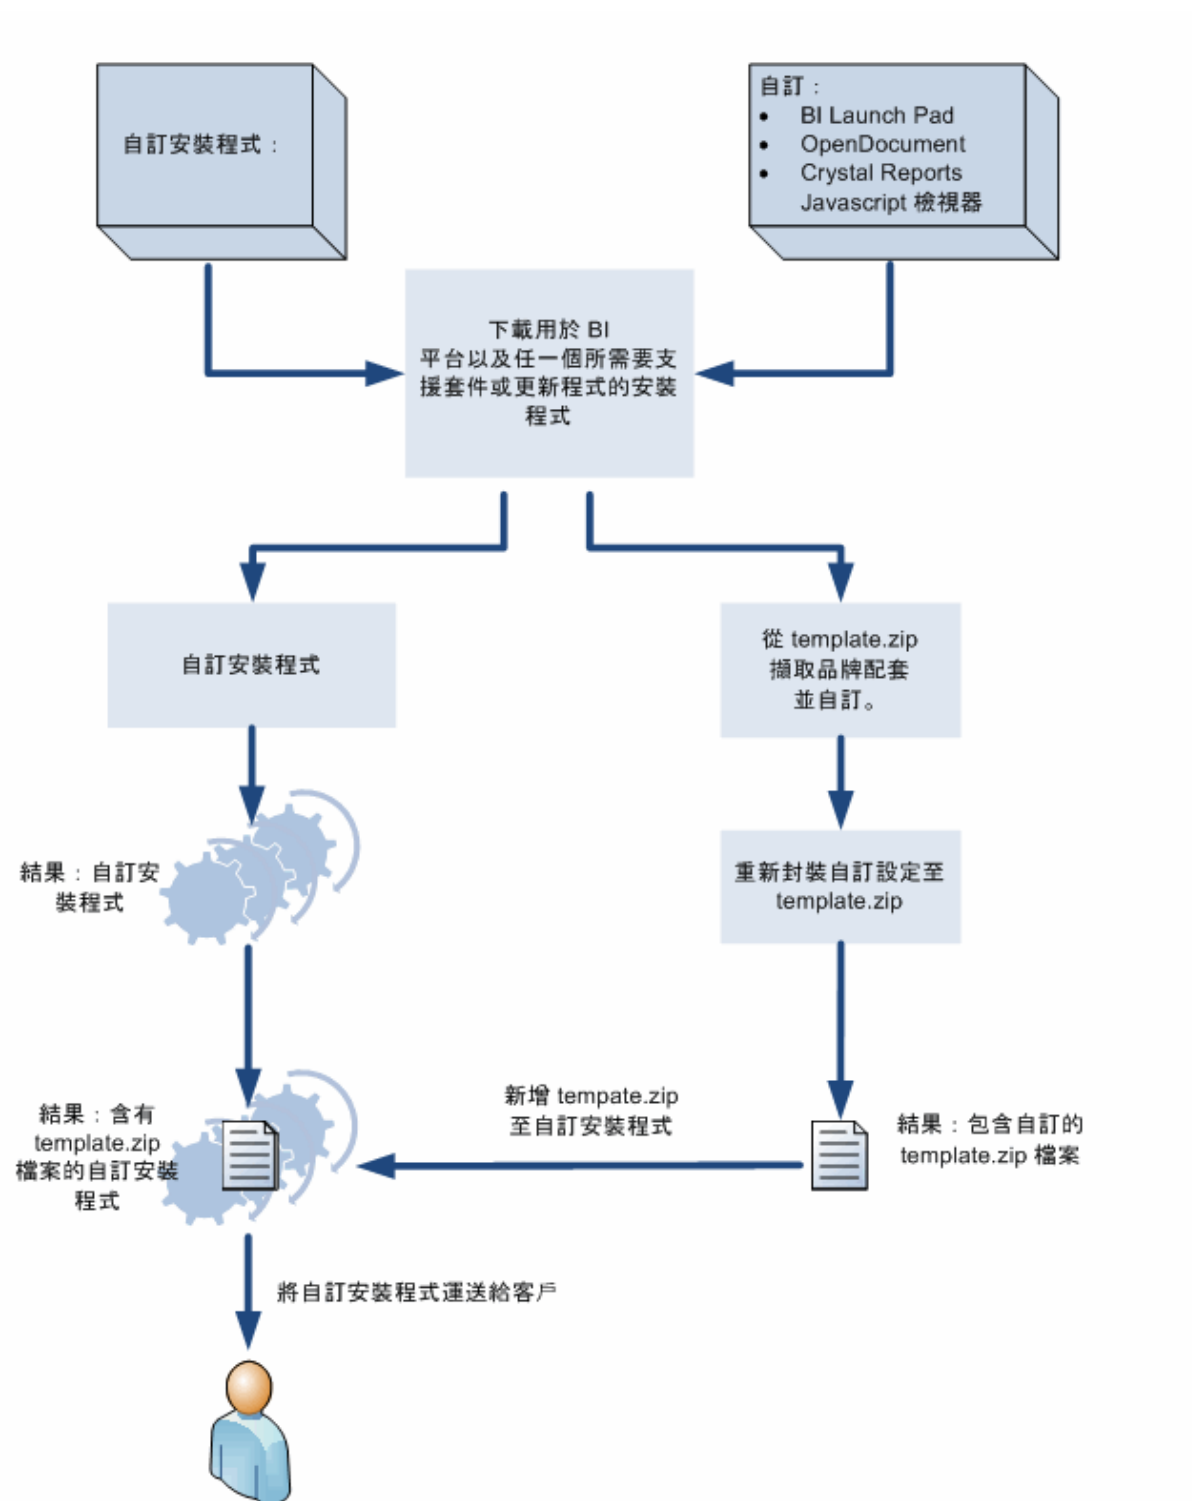 自訂安裝程式：
自訂：
• BI Launch Pad
• OpenDocument
• Crystal Reports
Javascript 檢視器
下載用於 BI
平台以及任一個所需要支
援套件或更新程式的安裝
程式
自訂安裝程式
從 template.zip
擷取品牌配套
並自訂。
結果：自訂安
裝程式
重新封裝自訂設定至
template.zip
結果：含有
template.zip
檔案的自訂安裝
程式
新增 tempate.zip
至自訂安裝程式
結果：包含自訂的
template.zip 檔案
將自訂安裝程式運送給客戶